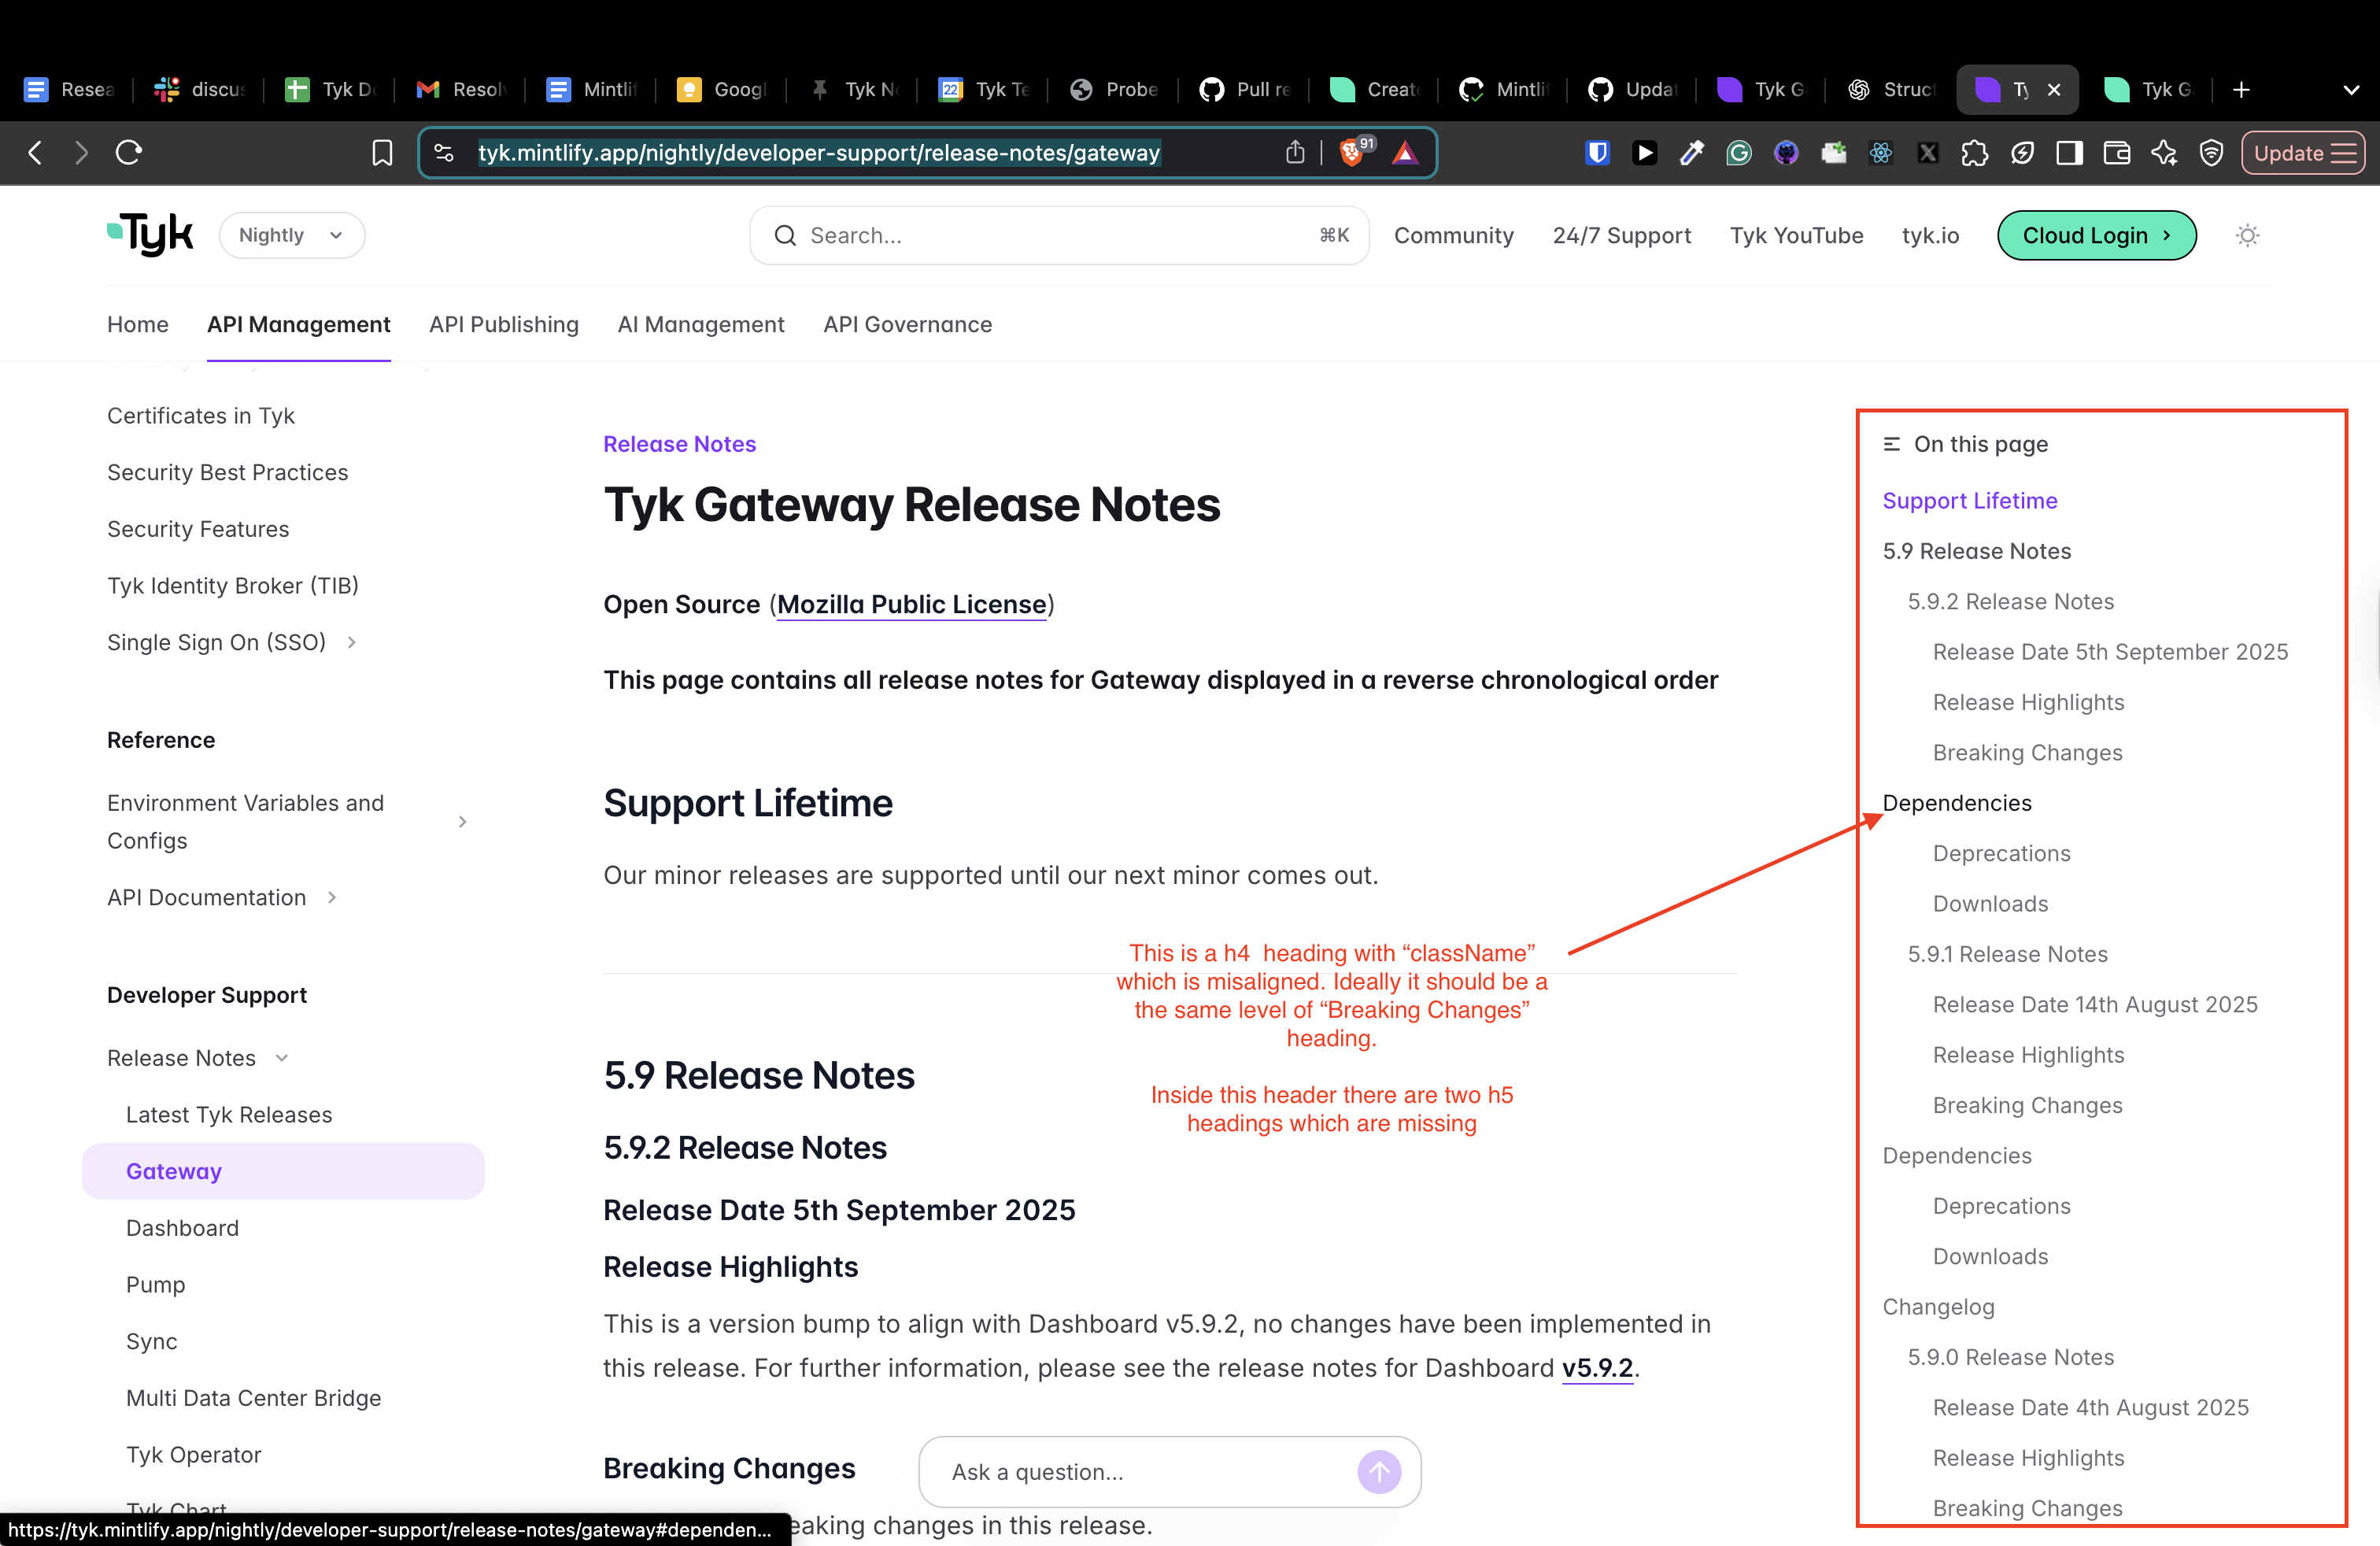 Resea
discus
Tyk Do
Resolv
Mintlif
Googl
Tyk No
22
Tyk Te
Probe
Pull re
Create
Mintlif
Updat
Tyk G
Struct
Ty
Tyk G
tyk.mintlify.app/nightly/developer-support/release-notes/gateway
91
Update
Tyk
Nightly
Search...
⌘K
Community
24/7 Support
Tyk YouTube
tyk.io
Cloud Login
Home
API Management
API Publishing
AI Management
API Governance
Certificates in Tyk
Security Best Practices
Security Features
Tyk Identity Broker (TIB)
Single Sign On (SSO)
Reference
Environment Variables and
Configs
API Documentation
Developer Support
Release Notes
Latest Tyk Releases
Gateway
Dashboard
Pump
Sync
Multi Data Center Bridge
Tyk Operator
Tyk Chart
https://tyk.mintlify.app/nightly/developer-support/release-notes/gateway#dependen...
Release Notes
Tyk Gateway Release Notes
Open Source (Mozilla Public License)
This page contains all release notes for Gateway displayed in a reverse chronological order
Support Lifetime
Our minor releases are supported until our next minor comes out.
This is a h4 heading with “className”
which is misaligned. Ideally it should be a
the same level of “Breaking Changes”
heading.
Inside this header there are two h5
headings which are missing
5.9 Release Notes
5.9.2 Release Notes
Release Date 5th September 2025
Release Highlights
This is a version bump to align with Dashboard v5.9.2, no changes have been implemented in
this release. For further information, please see the release notes for Dashboard v5.9.2.
Breaking Changes
Ask a question...
eaking changes in this release.
On this page
Support Lifetime
5.9 Release Notes
5.9.2 Release Notes
Release Date 5th September 2025
Release Highlights
Breaking Changes
Dependencies
Deprecations
Downloads
5.9.1 Release Notes
Release Date 14th August 2025
Release Highlights
Breaking Changes
Dependencies
Deprecations
Downloads
Changelog
5.9.0 Release Notes
Release Date 4th August 2025
Release Highlights
Breaking Changes